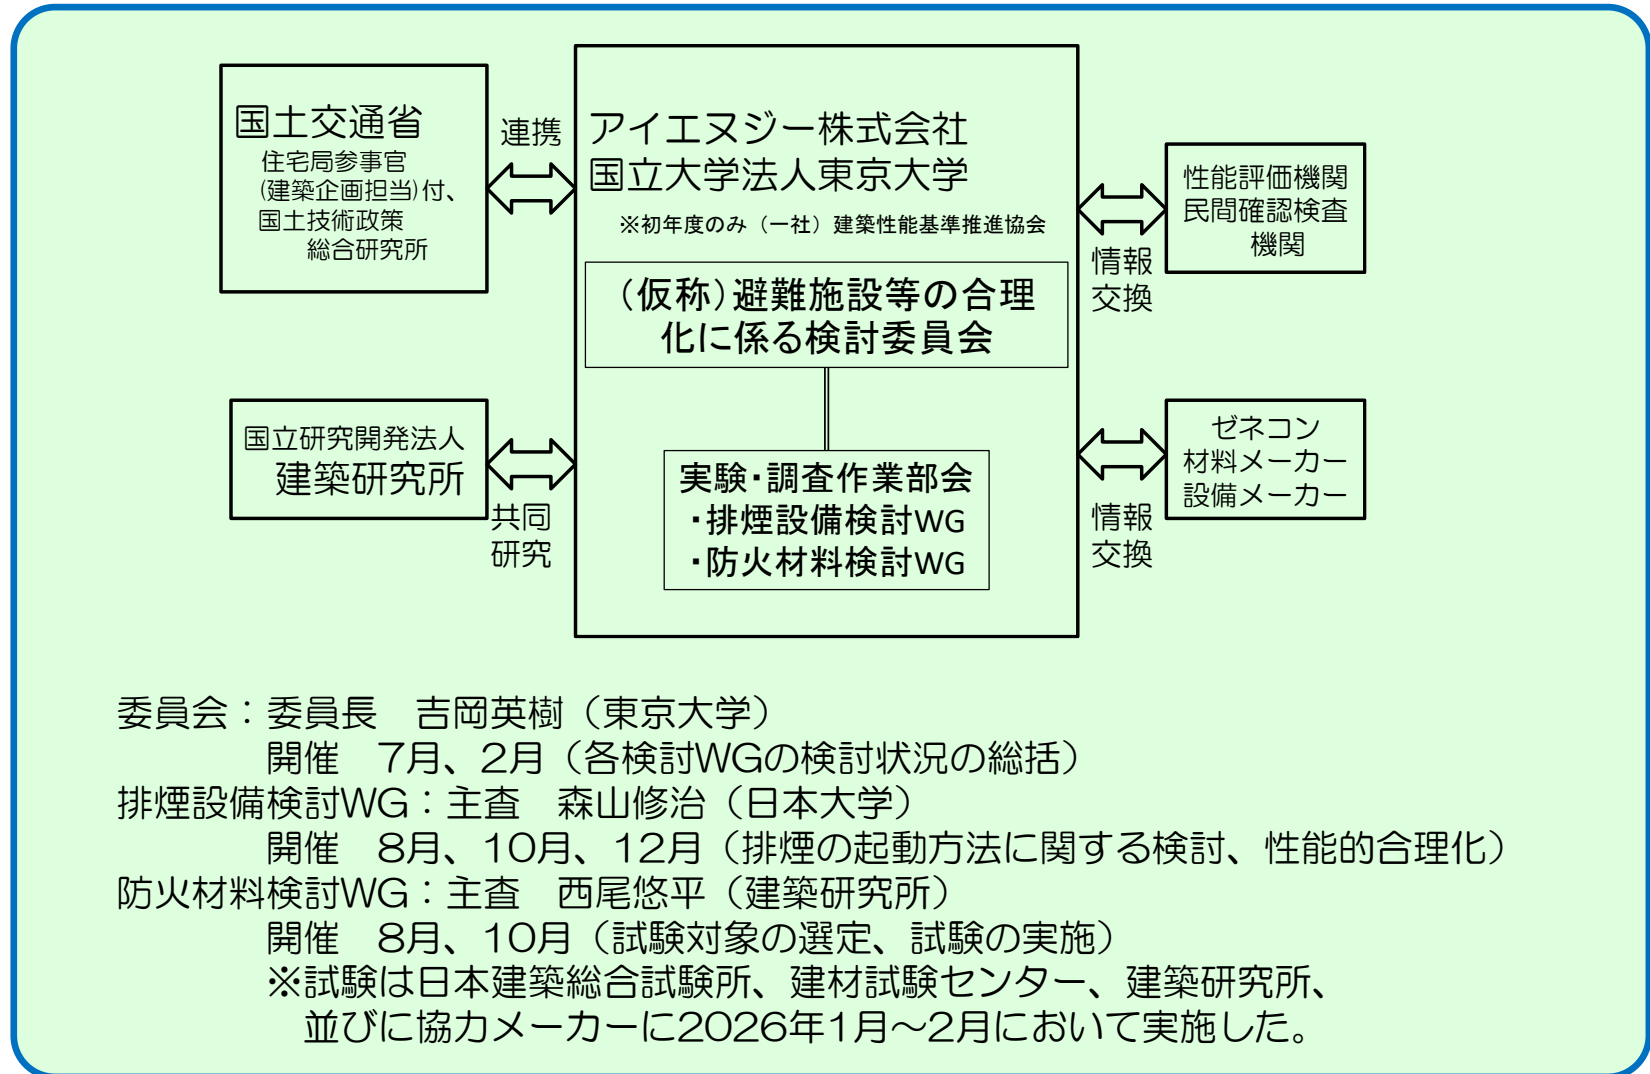 国土交通省
住宅局参事官
(建築企画担当)付、
国土技術政策
総合研究所
連携
アイエヌジー株式会社
国立大学法人東京大学
※初年度のみ（一社）建築性能基準推進協会
（仮称）避難施設等の合理
化に係る検討委員会
性能評価機関
民間確認検査
機関
情報
交換
国立研究開発法人
建築研究所
共同
研究
実験・調査作業部会
・排煙設備検討WG
・防火材料検討WG
ゼネコン
材料メーカー
設備メーカー
情報
交換
委員会：委員長　吉岡英樹（東京大学）
開催　7月、2月（各検討WGの検討状況の総括）
排煙設備検討WG：主査　森山修治（日本大学）
開催　8月、10月、12月（排煙の起動方法に関する検討、性能的合理化）
防火材料検討WG：主査　西尾悠平（建築研究所）
開催　8月、10月（試験対象の選定、試験の実施）
※試験は日本建築総合試験所、建材試験センター、建築研究所、
並びに協力メーカーに2026年1月～2月において実施した。